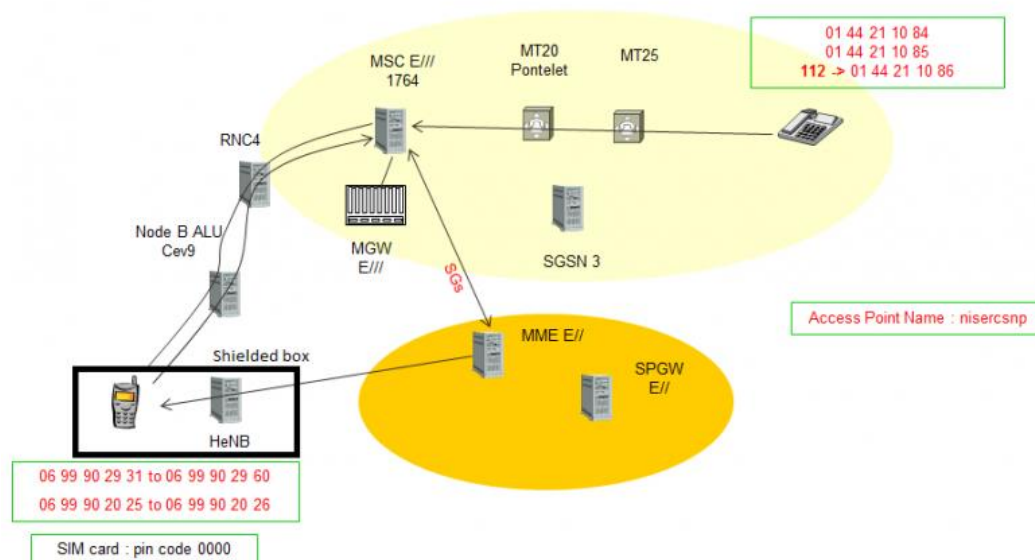 01 44 21 10 84
01 44 21 10 85
112 -> 01 44 21 10 86
MSC E///
1764
MT20
Pontelet
MT25
RNC4
Node B ALU
Cev9
MGW
E///
SGSN 3
SGs
Access Point Name : nisercsnp
MME E//
SPGW
E//
Shielded box
HeNB
06 99 90 29 31 to 06 99 90 29 60
06 99 90 20 25 to 06 99 90 20 26
SIM card : pin code 0000